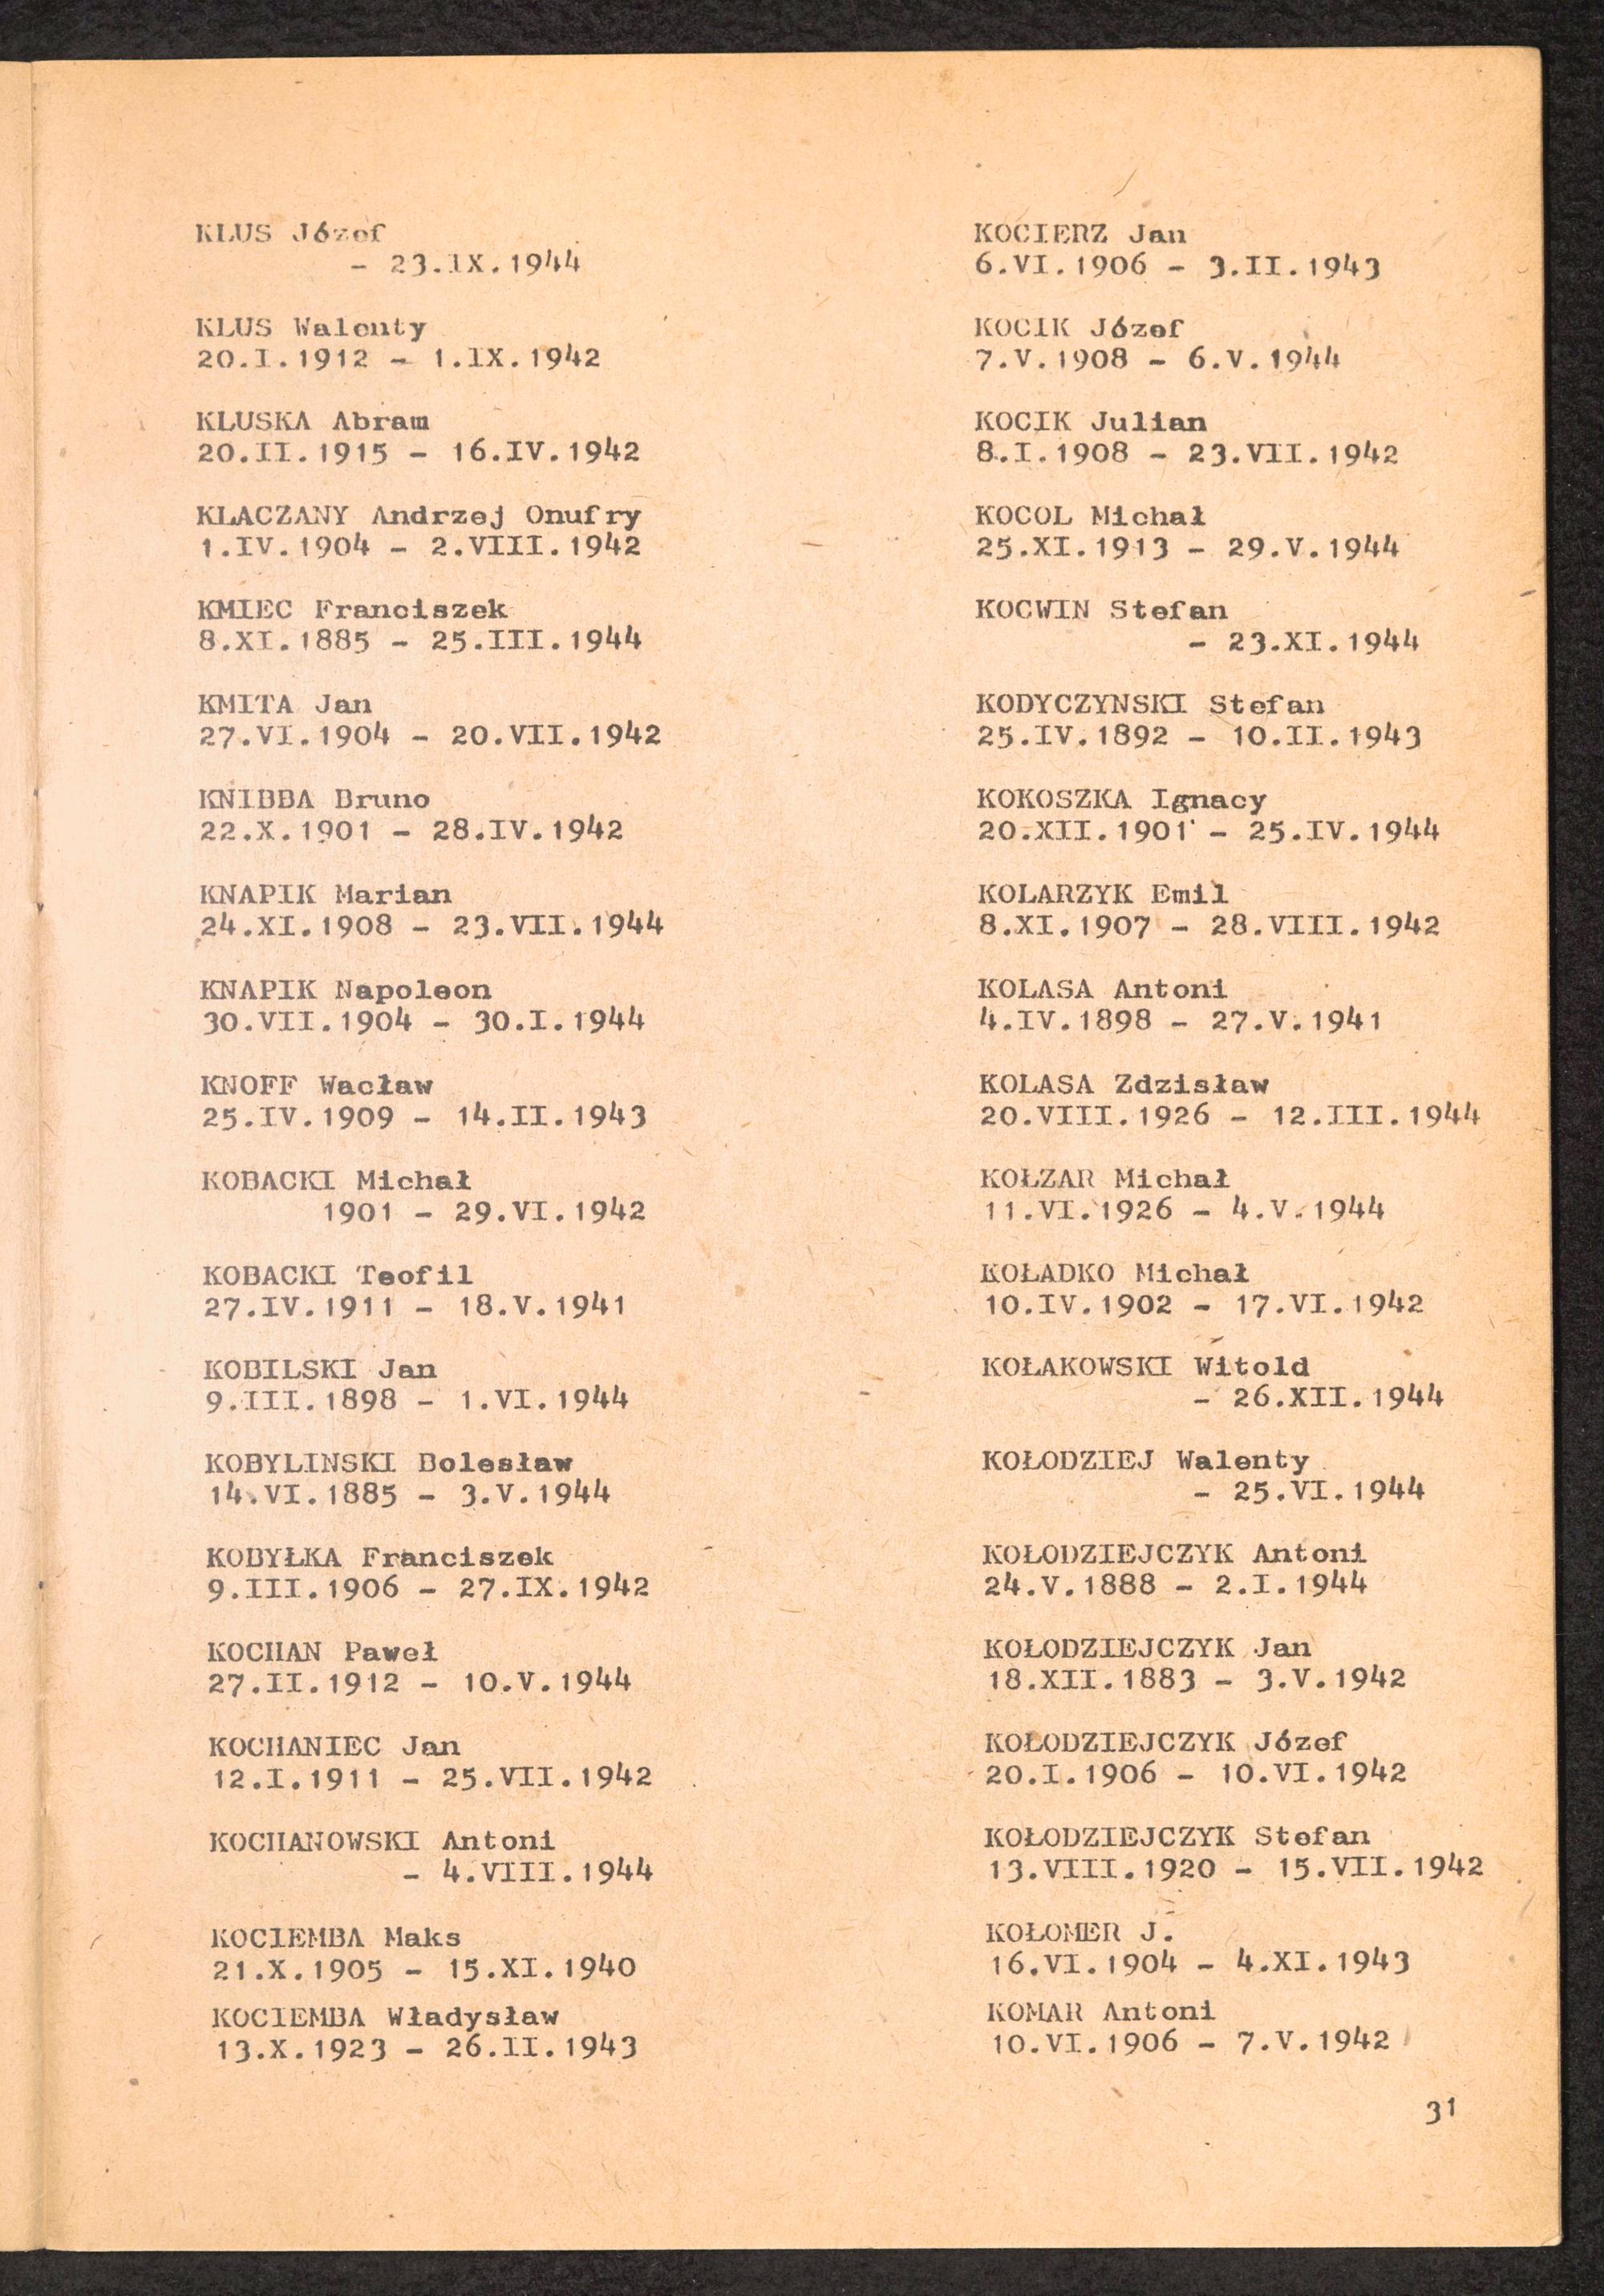 KLUS Józef
- 23.IX.1944
KLUS Walenty
20.I.1912 - 1.IX.1942
KLUSKA Abram
20.II.1915 - 16.IV.1942
KLACZANY Andrzej Onufry
1.IV.1904 - 2.VIII.1942
KMIEC Franciszek
8.XI.1885 - 25.III.1944
KMITA Jan
27.VI.1904 - 20.VII.1942
KNIBBA Bruno
22.X.1901 - 28.IV.1942
KNAPIK Marian
24.XI.1908 - 23.VII.1944
KNAPIK Napoleon
30.VII.1904 - 30.I.1944
KNOFF Wacław
25.IV.1909 - 14.II.1943
KOBACKI Michał
1901 - 29.VI.1942
KOBACKI Teofil
27.IV.1911 - 18.V.1941
KOBILSKI Jan
9.III.1898 - 1.VI.1944
KOBYLINSKI Bolesław
14.VI.1885 - 3.V.1944
KOBYŁKA Franciszek
9.III.1906 - 27.IX.1942
KOCHAN Paweł
27.II.1912 - 10.V.1944
KOCHANIEC Jan
12.I.1911 - 25.VII.1942
KOCHANOWSKI Antoni
- 4.VIII.1944
KOCIEMBA Maks
21.X.1905 - 15.XI.1940
KOCIEMBA Władysław
13.X.1923 - 26.II.1943
KOCIERZ Jan
6.VI.1906 - 3.II.1943
KOCIK Józef
7.V.1908 - 6.V.1944
KOCIK Julian
8.I.1908 - 23.VII.1942
KOCOL Michał
25.XI.1913 - 29.V.1944
KOCWIN Stefan
- 23.XI.1944
KODYCZYNSKI Stefan
25.IV.1892 - 10.II.1943
KOKOSZKA Ignacy
20.XII.1901 - 25.IV.1944
KOLARZYK Emil
8.XI.1907 - 28.VIII.1942
KOLASA Antoni
4.IV.1898 - 27.V.1941
KOLASA Zdzisław
20.VIII.1926 - 12.III.1944
KOŁZAR Michał
11.VI.1926 - 4.V.1944
KOŁADKO Michał
10.IV.1902 - 17.VI.1942
KOŁAKOWSKI Witold
- 26.XII.1944
KOŁODZIEJ Walenty
- 25.VI.1944
KOŁODZIEJCZYK Antoni
24.V.1888 - 2.I.1944
KOŁODZIEJCZYK Jan
18.XII.1883 - 3.V.1942
KOŁODZIEJCZYK Józef
20.I.1906 - 10.VI.1942
KOŁODZIEJCZYK Stefan
13.VIII.1920 - 15.VII.1942
KOŁOMER J.
16.VI.1904 - 4.XI.1943
KOMAR Antoni
10.VI.1906 - 7.V.1942
31